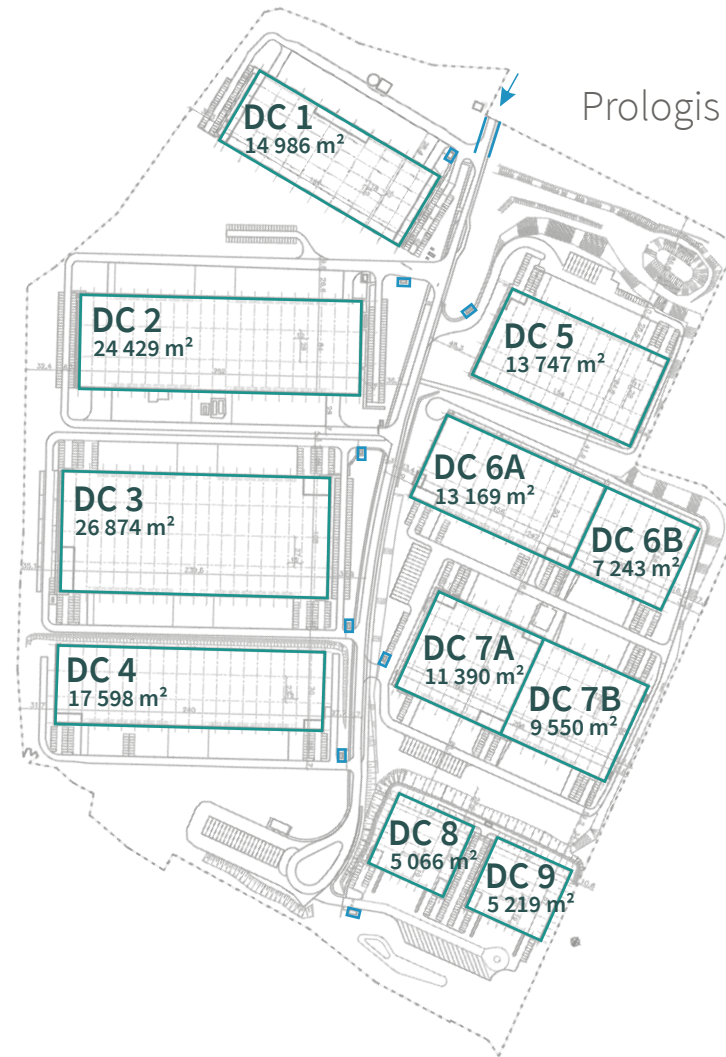 Prologis
DC 1
14 986 m²
DC 2
24 429 m²
DC 5
13 747 m²
DC 6A
13 169 m²
DC 3
26 874 m²
DC 6B
7 243 m²
DC 7A
11 390 m²
DC 4
17 598 m²
DC 7B
9 550 m²
DC 8
5 066 m²
DC 9
5 219 m²